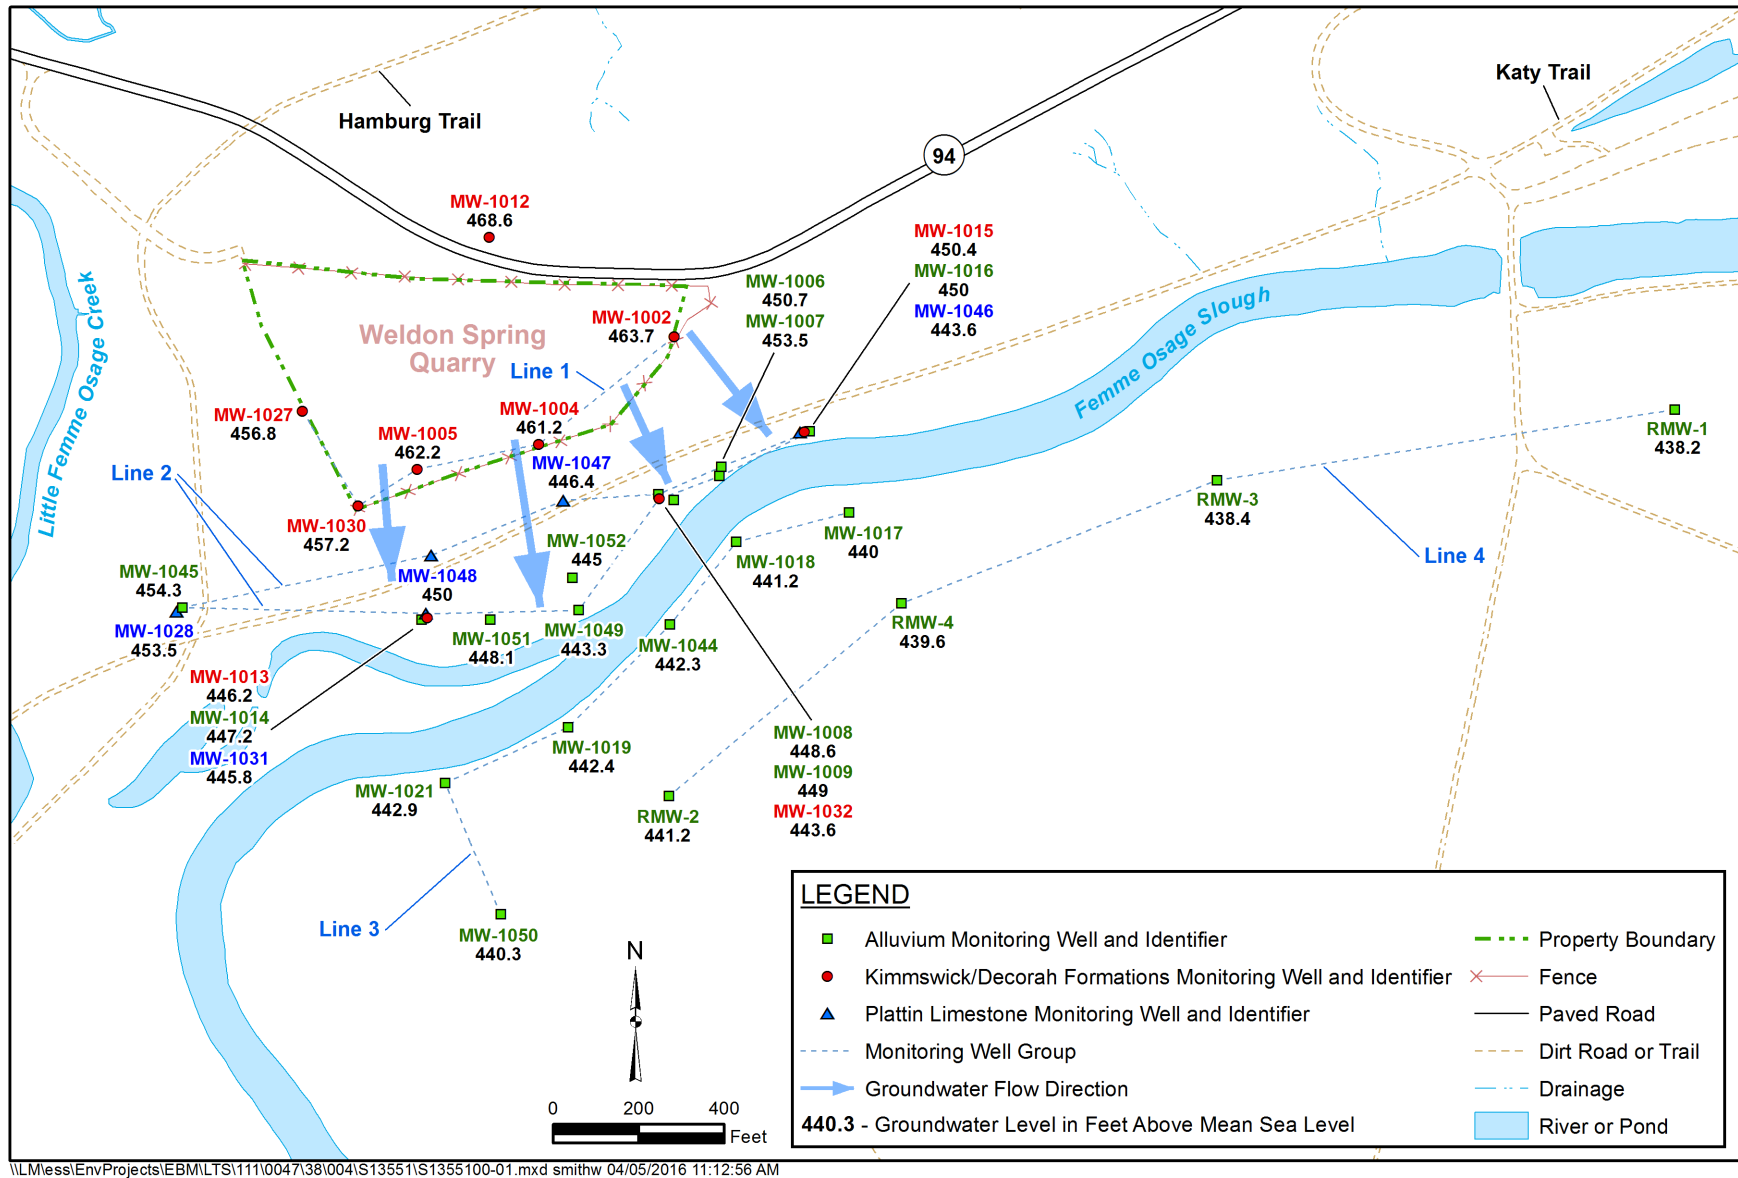 Katy Trail
Hamburg Trail
94
MW-1012
468.6
MW-1015
450.4
MW-1016
450
MW-1046
443.6
MW-1006
450.7
MW-1007
453.5
MW-1002
463.7
Weldon Spring
Quarry
Line 1
Little Femme Osage Creek
Femme Osage Slough
MW-1027
456.8
MW-1004
461.2
MW-1005
462.2
MW-1047
446.4
RMW-1
438.2
Line 2
RMW-3
438.4
MW-1030
457.2
MW-1017
440
MW-1052
445
MW-1018
441.2
Line 4
MW-1045
454.3
MW-1048
450
MW-1028
453.5
MW-1051
448.1
MW-1049
443.3
MW-1044
442.3
RMW-4
439.6
MW-1013
446.2
MW-1014
447.2
MW-1031
445.8
MW-1008
448.6
MW-1009
449
MW-1032
443.6
MW-1019
442.4
MW-1021
442.9
RMW-2
441.2
Line 3
MW-1050
440.3
N
0 200 400
Feet
LEGEND
Alluvium Monitoring Well and Identifier
Kimmswick/Decorah Formations Monitoring Well and Identifier
Plattin Limestone Monitoring Well and Identifier
Monitoring Well Group
Groundwater Flow Direction
440.3 - Groundwater Level in Feet Above Mean Sea Level
Property Boundary
Fence
Paved Road
Dirt Road or Trail
Drainage
River or Pond
\\LM\ess\EnvProjects\EBM\LTS\111\0047\38\004\S13551\S1355100-01.mxd smithw 04/05/2016 11:12:56 AM